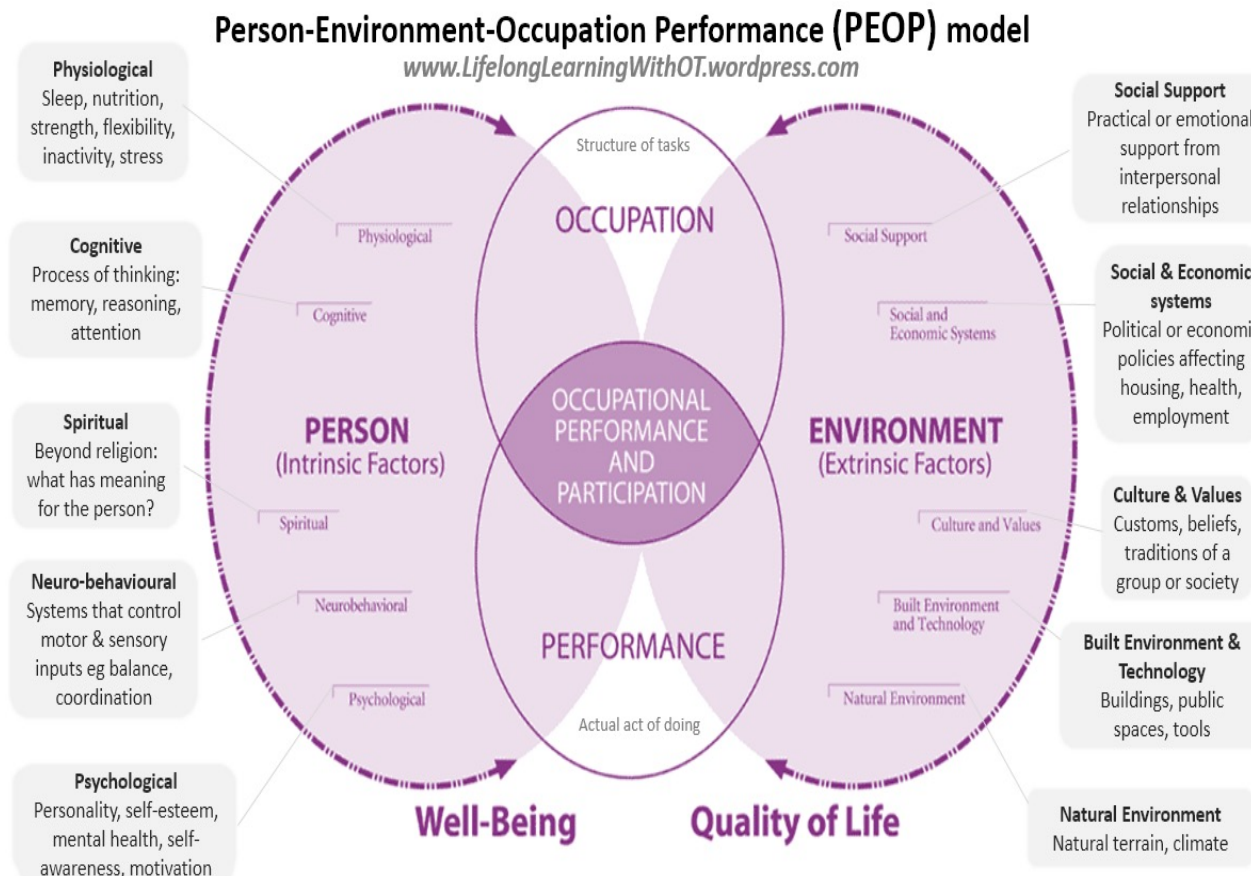 Person-Environment-Occupation Performance (PEOP) model
www.LifelongLearningWithOT.wordpress.com
Physiological
Sleep, nutrition,
strength, flexibility,
inactivity, stress
Cognitive
Process of thinking:
memory, reasoning,
attention
Spiritual
Beyond religion:
what has meaning
for the person?
Neuro-behavioural
Systems that control
motor & sensory
inputs eg balance,
coordination
Psychological
Personality, self-esteem,
mental health, self-
awareness, motivation
Physiological
Cognitive
PERSON
(Intrinsic Factors)
Spiritual
Neurobehavioral
Psychological
Structure of tasks
OCCUPATION
OCCUPATIONAL
PERFORMANCE
AND
PARTICIPATION
PERFORMANCE
Actual act of doing
Social Support
Social and
Economic Systems
ENVIRONMENT
(Extrinsic Factors)
Culture and Values
Built Environment
and Technology
Natural Environment
Social Support
Practical or emotional
support from
interpersonal
relationships
Social & Economic
systems
Political or economi
policies affecting
housing, health,
employment
Culture & Values
Customs, beliefs,
traditions of a
group or society
Built Environment &
Technology
Buildings, public
spaces, tools
Natural Environment
Natural terrain, climate
Well-Being
Quality of Life